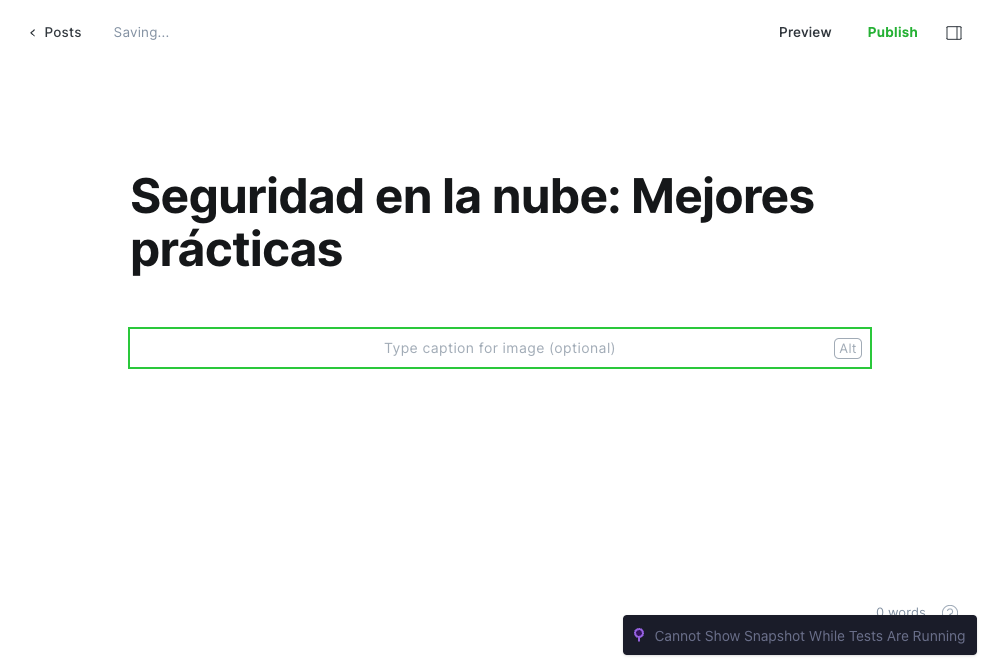 Posts
Saving...
Preview
Publish
Seguridad en la nube: Mejores
prácticas
Type caption for image (optional)
Alt
0 words
?
Cannot Show Snapshot While Tests Are Running